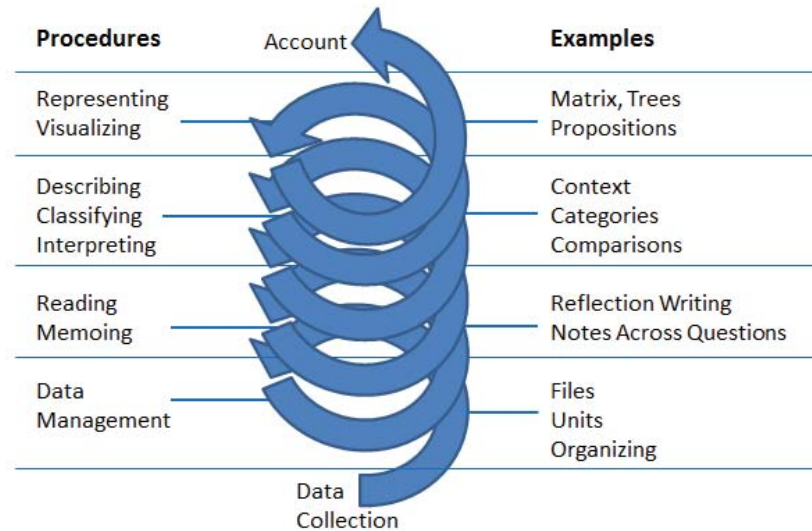 Procedures
Account
Examples
Representing
Visualizing
Matrix, Trees
Propositions
Describing
Classifying
Interpreting
Context
Categories
Comparisons
Reading
Memoing
Reflection Writing
Notes Across Questions
Data
Management
Files
Units
Organizing
Data
Collection